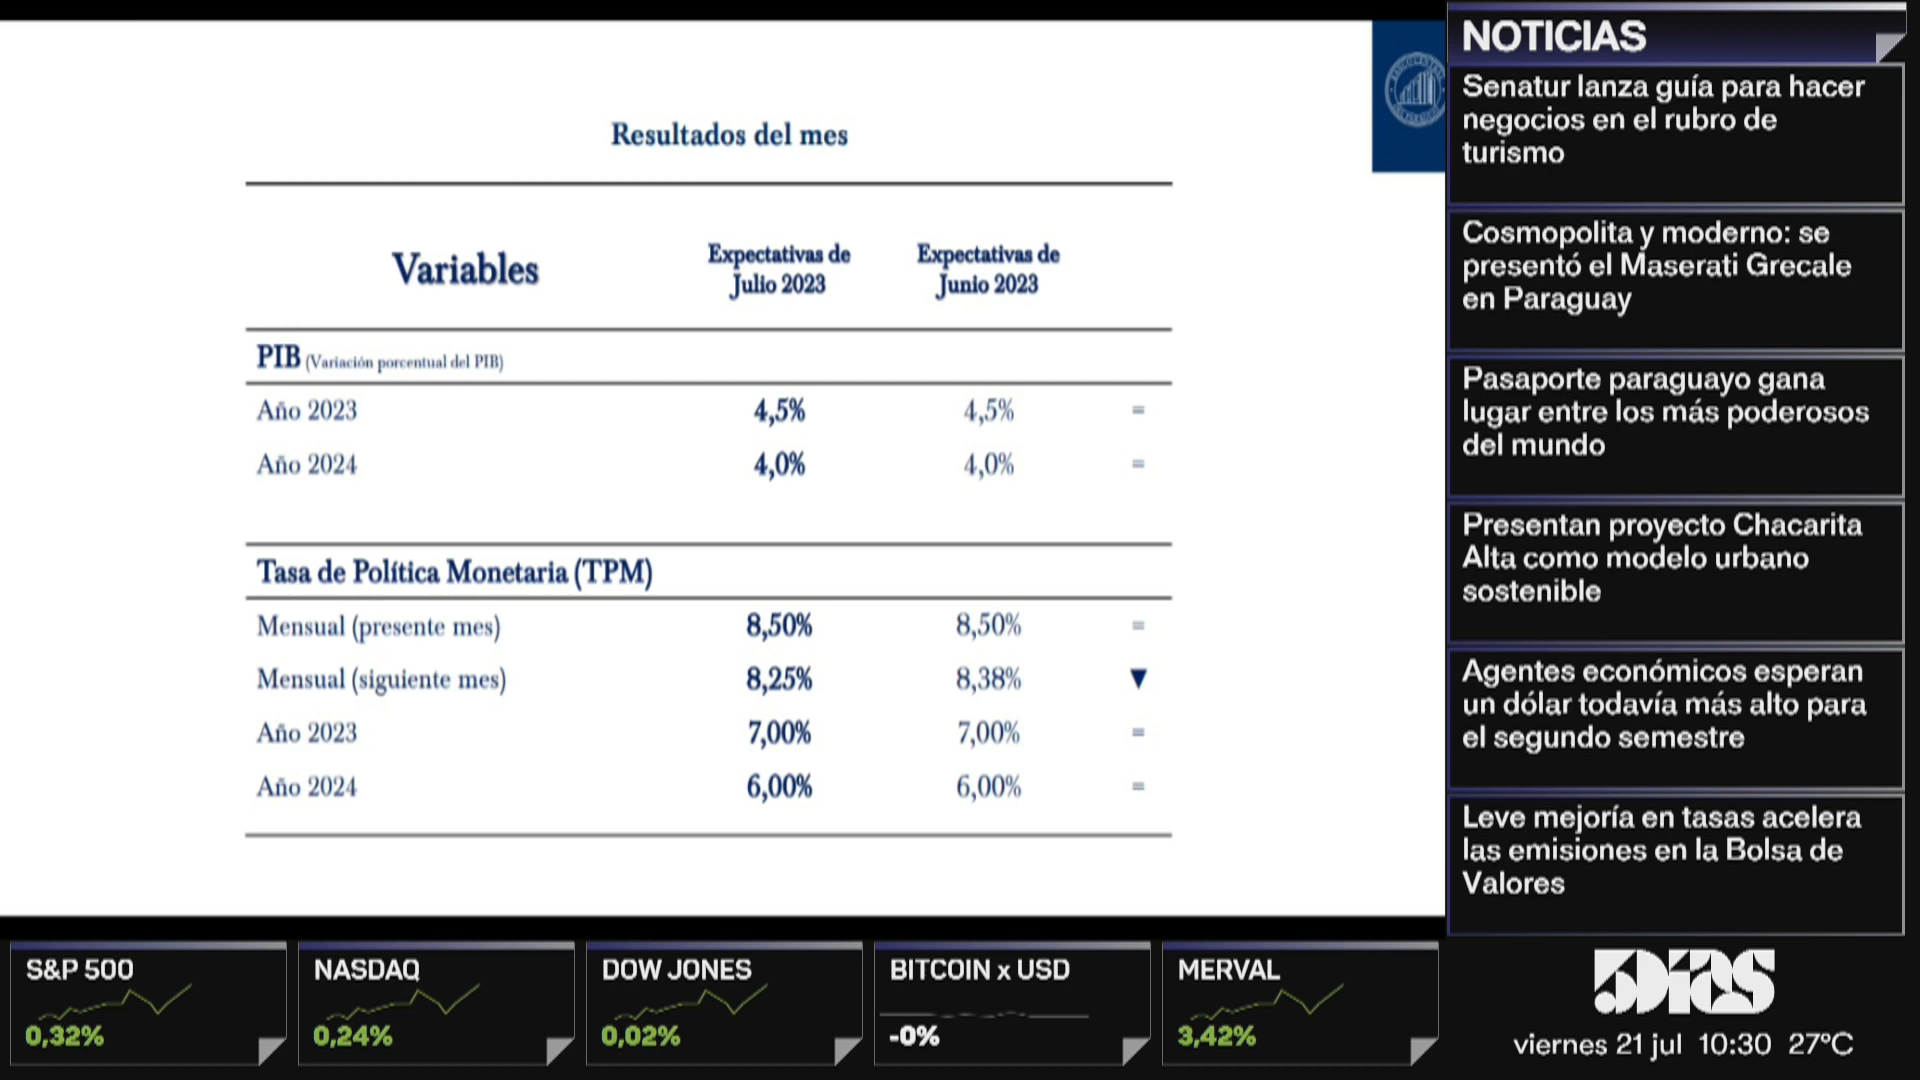 Resultados del mes
Variables
Expectativas de
Julio 2023
Expectativas de
Junio 2023
PIB (Variación porcentual del PIB)
Año 2023 4,5% 4,5% =
Año 2024 4,0% 4,0% =
Tasa de Política Monetaria (TPM)
Mensual (presente mes) 8,50% 8,50% =
Mensual (siguiente mes) 8,25% 8,38% ▼
Año 2023 7,00% 7,00% =
Año 2024 6,00% 6,00% =
NOTICIAS
Senatur lanza guía para hacer
negocios en el rubro de
turismo
Cosmopolita y moderno: se
presentó el Maserati Grecale
en Paraguay
Pasaporte paraguayo gana
lugar entre los más poderosos
del mundo
Presentan proyecto Chacarita
Alta como modelo urbano
sostenible
Agentes económicos esperan
un dólar todavía más alto para
el segundo semestre
Leve mejoría en tasas acelera
las emisiones en la Bolsa de
Valores
S&P 500
0,32%
NASDAQ
0,24%
DOW JONES
0,02%
BITCOIN x USD
-0%
MERVAL
3,42%
5DIAS
viernes 21 jul 10:30 27°C